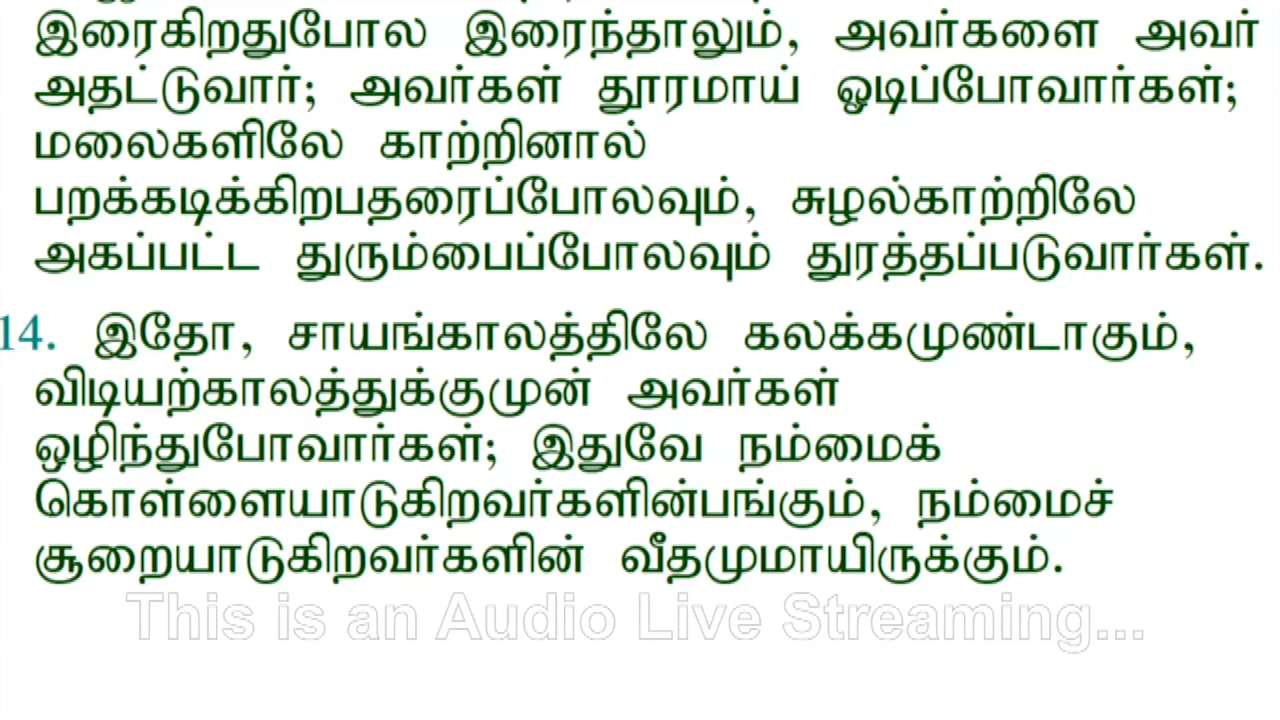 இரைகிறதுபோல இரைந்தாலும், அவர்களை அவர்
அதட்டுவார்; அவர்கள் தூரமாய் ஓடிப்போவார்கள்;
மலைகளிலே காற்றினால்
பறக்கடிக்கிறபதரைப்போலவும், சுழல்காற்றிலே
அகப்பட்ட துரும்பைப்போலவும் துரத்தப்படுவார்கள்.
14. இதோ, சாயங்காலத்திலே கலக்கமுண்டாகும்,
விடியற்காலத்துக்குமுன் அவர்கள்
ஒழிந்துபோவார்கள்; இதுவே நம்மைக்
கொள்ளையாடுகிறவர்களின்பங்கும், நம்மைச்
சூறையாடுகிறவர்களின் வீதமுமாயிருக்கும்.
This is an Audio Live Streaming...